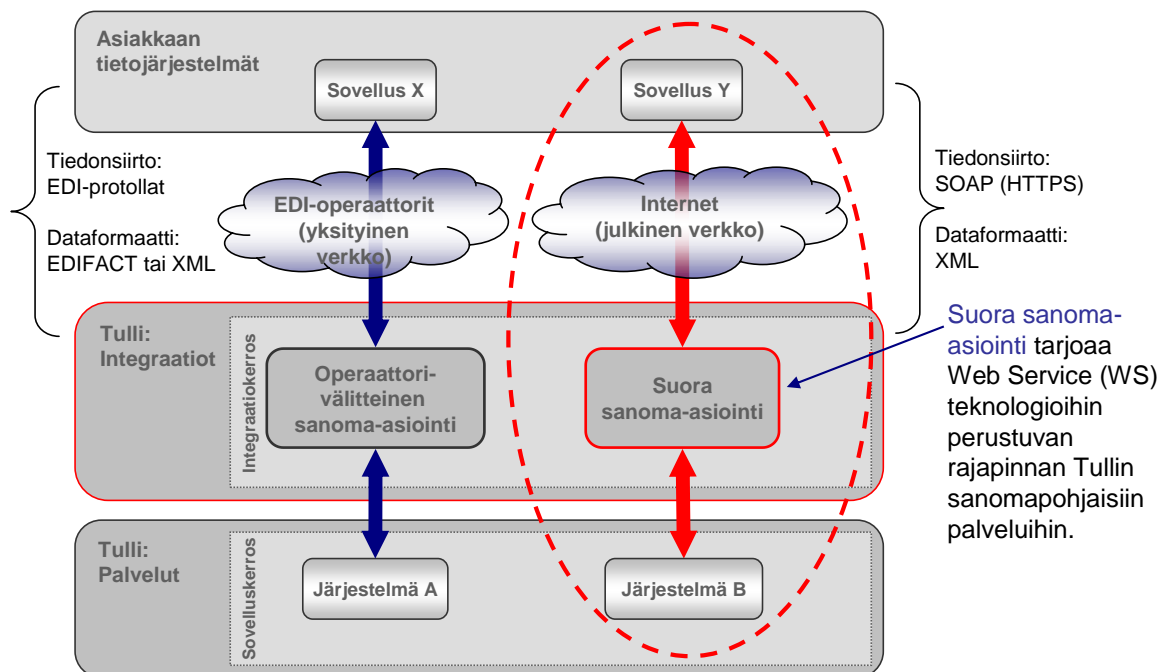 Asiakkaan
tietojärjestelmät
Sovellus X
Sovellus Y
Tiedonsiirto:
EDI-protollat
Dataformaatti:
EDIFACT tai XML
EDI-operaattorit
(yksityinen
verkko)
Internet
(julkinen verkko)
Tiedonsiirto:
SOAP (HTTPS)
Dataformaatti:
XML
Tulli:
Integraatiot
Integraatiokerros
Operaattori-
välitteinen
sanoma-asiointi
Suora
sanoma-asiointi
Suora sanoma-
asiointi tarjoaa
Web Service (WS)
teknologioihin
perustuvan
rajapinnan Tullin
sanomapohjaisiin
palveluihin.
Tulli:
Palvelut
Sovelluskerros
Järjestelmä A
Järjestelmä B